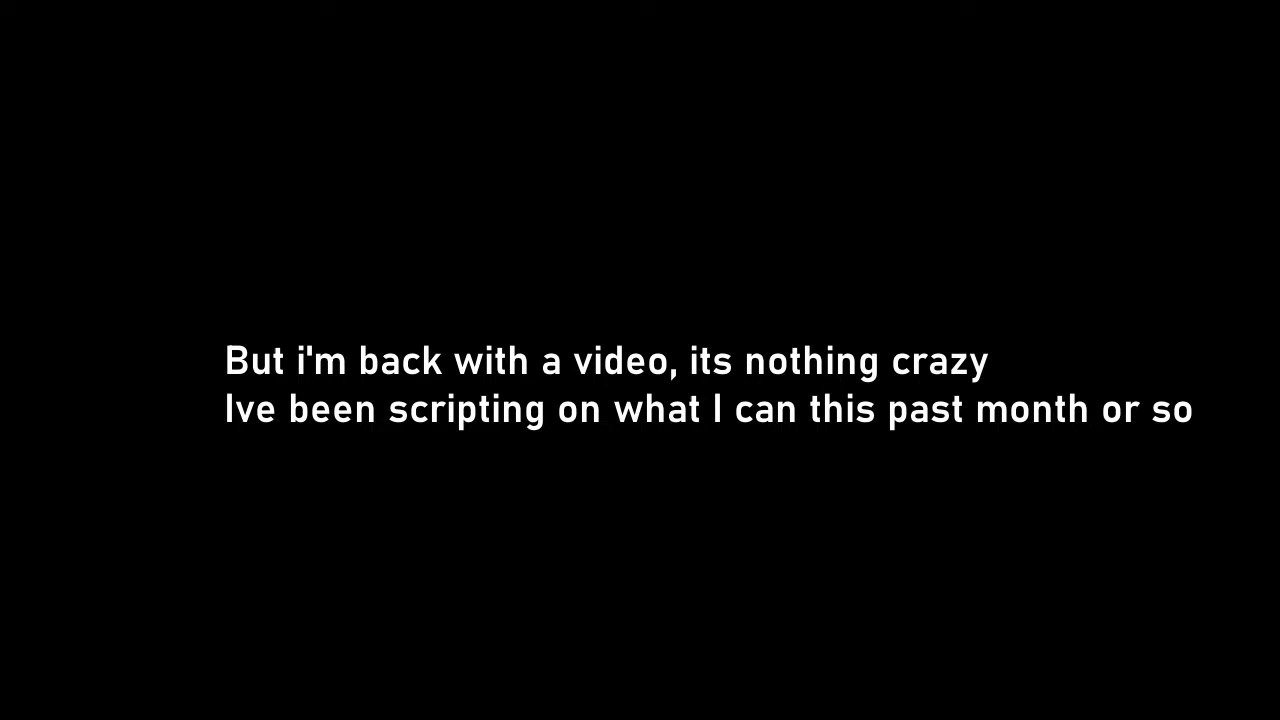 But i'm back with a video, its nothing crazy
Ive been scripting on what I can this past month or so